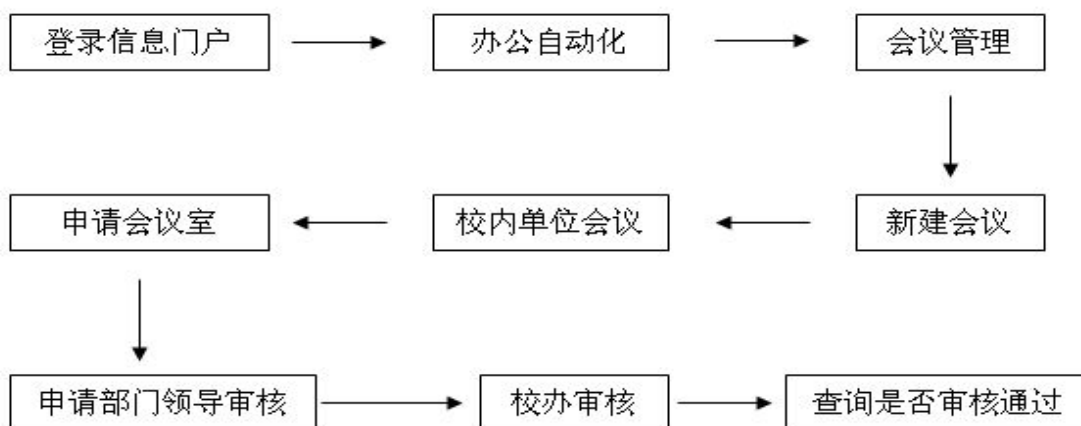 登录信息门户
办公自动化
会议管理
新建会议
校内单位会议
申请会议室
申请部门领导审核
校办审核
查询是否审核通过